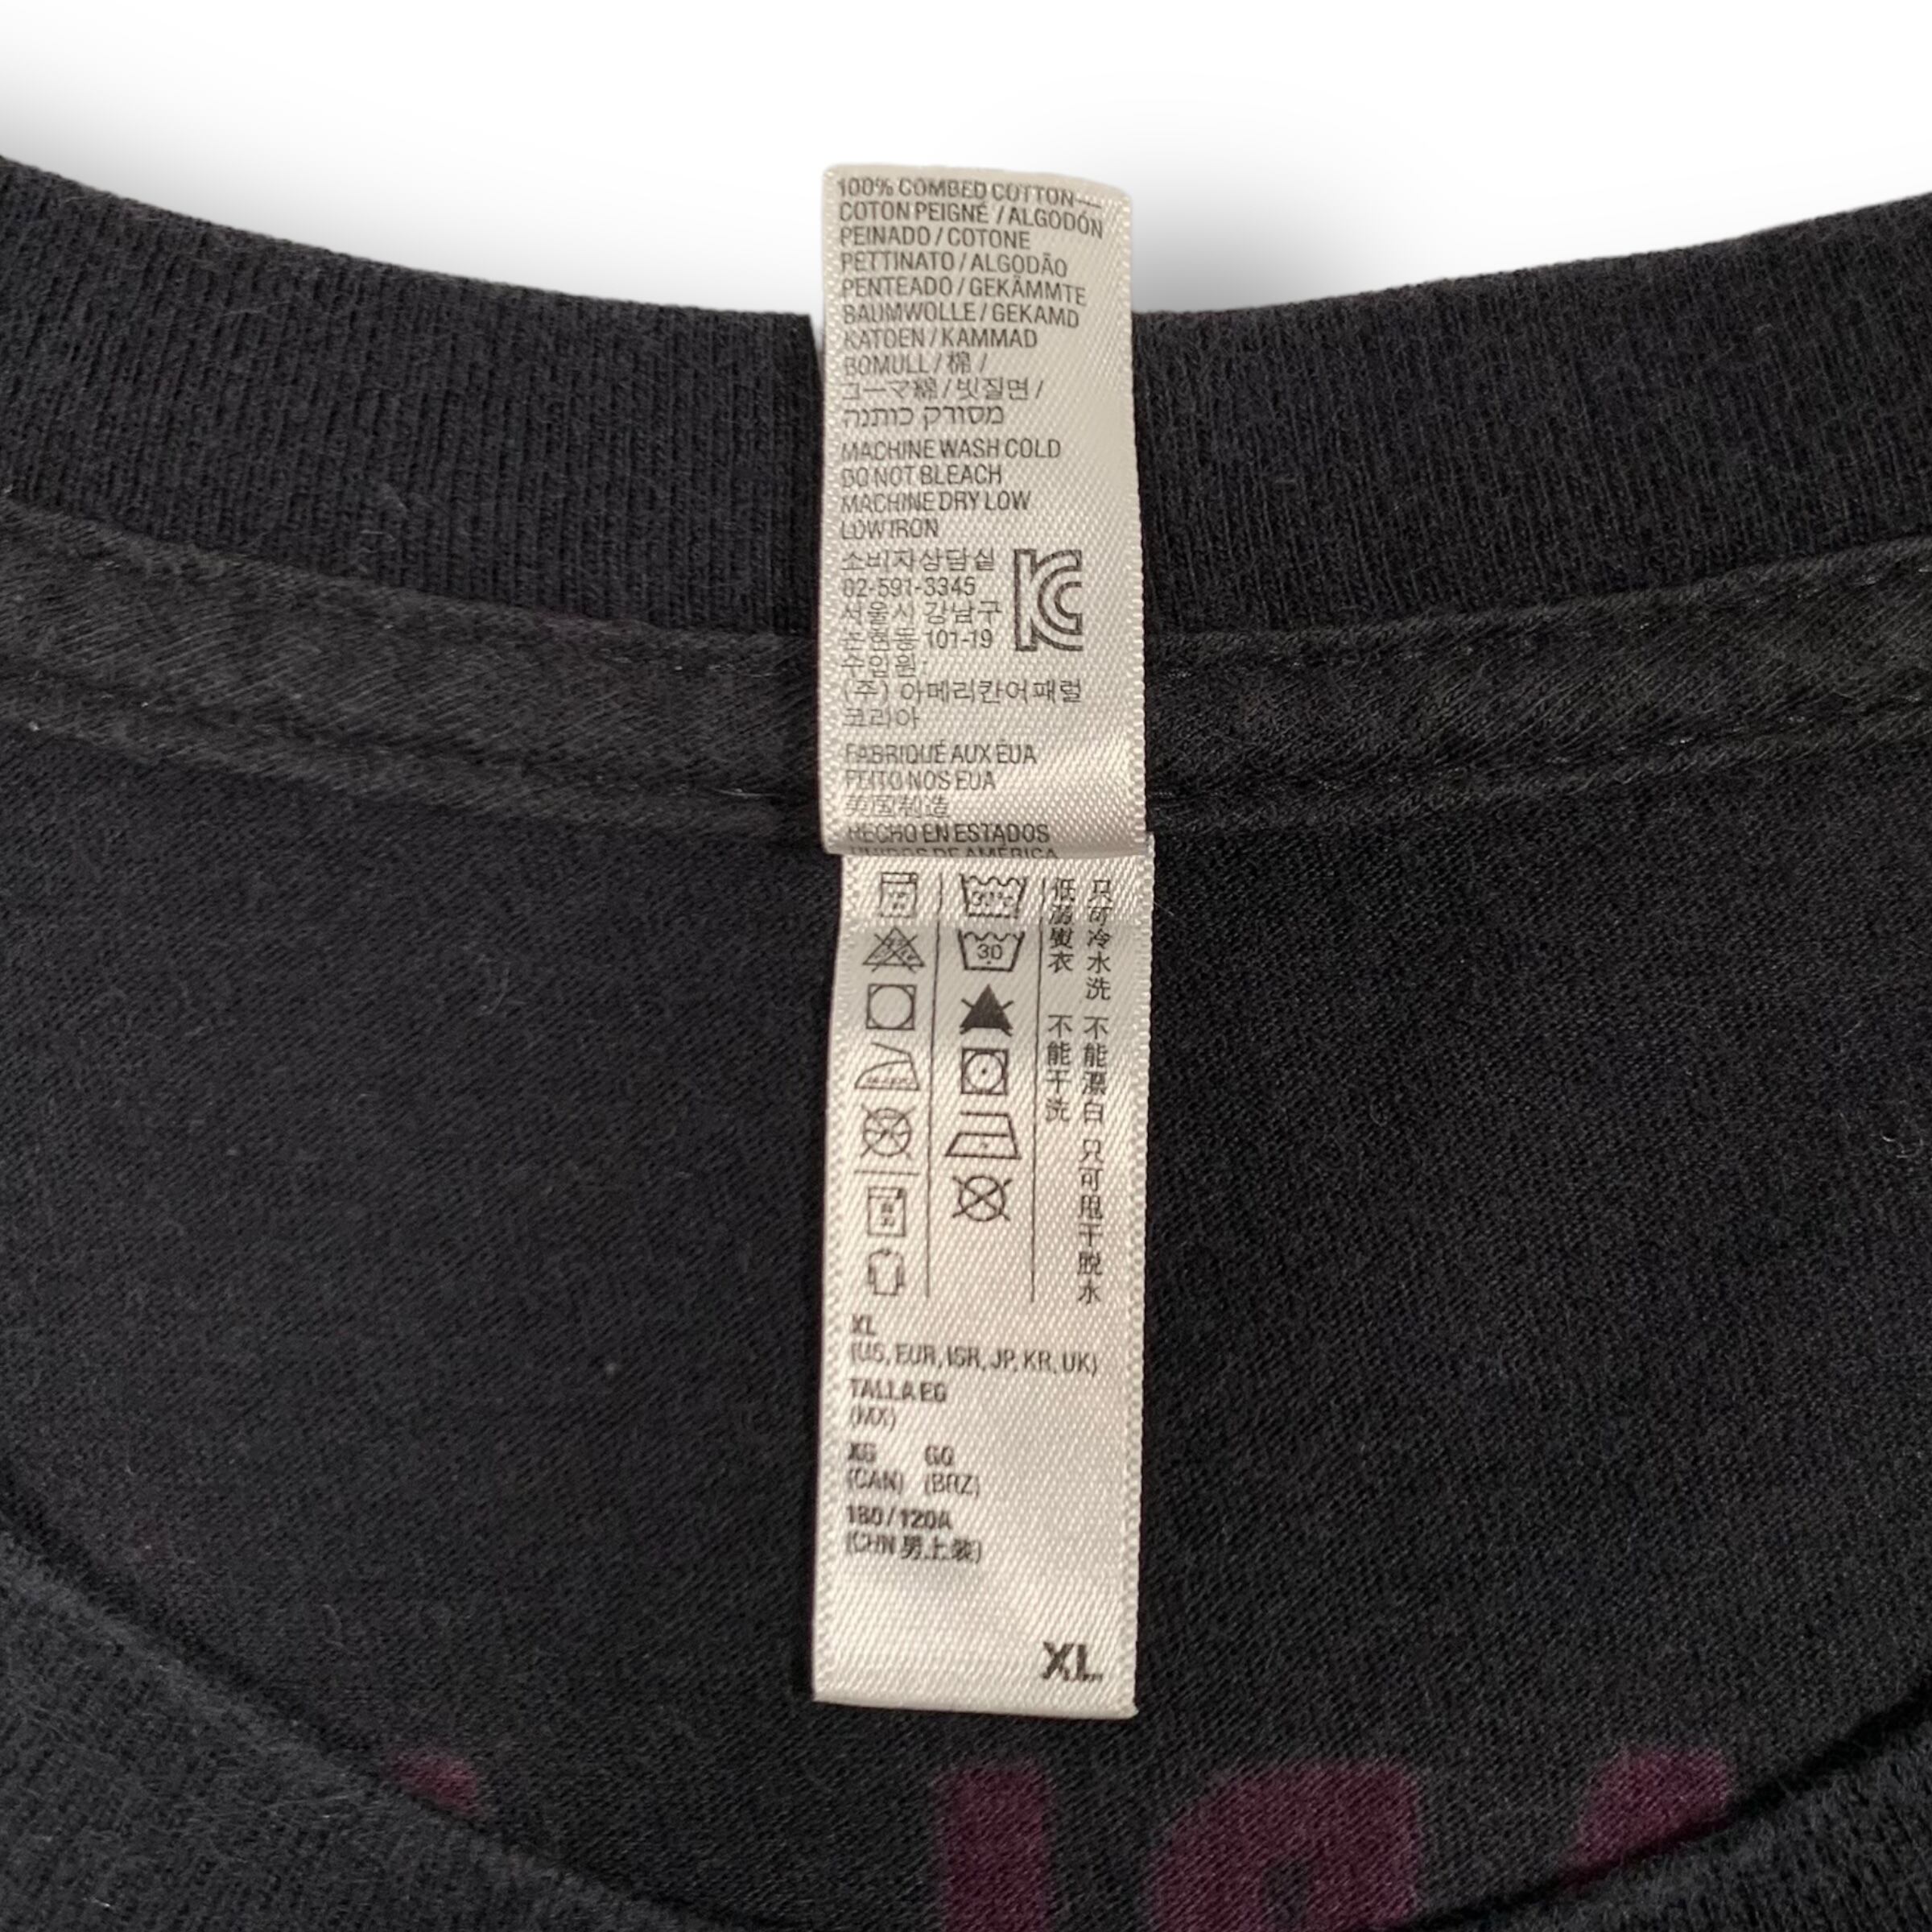 100% COMBED COTTON—
COTON PEIGNÉ / ALGODÓN
PEINADO / COTONE
PETTINATO / ALGODÃO
PENTEADO / GEKÄMMTE
BAUMWOLLE / GEKAMD
KATOEN / KAMMAD
BOMULL / 棉 /
コーマ綿 / 빗질면 /
מסורק כותנה
MACHINE WASH COLD
DO NOT BLEACH
MACHINE DRY LOW
LOW IRON
소비자상담실
02-591-3345
서울시 강남구
논현동 101-19
수입원:
(주) 아메리칸어패럴
코리아
FABRIQUÉ AUX ÉUA
FEITO NOS EUA
美国制造
HECHO EN ESTADOS
UNIDOS DE AMÉRICA
30
只可冷水洗 不能漂白 只可甩干脱水
低溫熨衣 不能干洗
XL
(US, EUR, ISR, JP, KR, UK)
TALLA EG
(MX)
XG GG
(CAN) (BRZ)
180 / 120A
(CHN 男上装)
XL